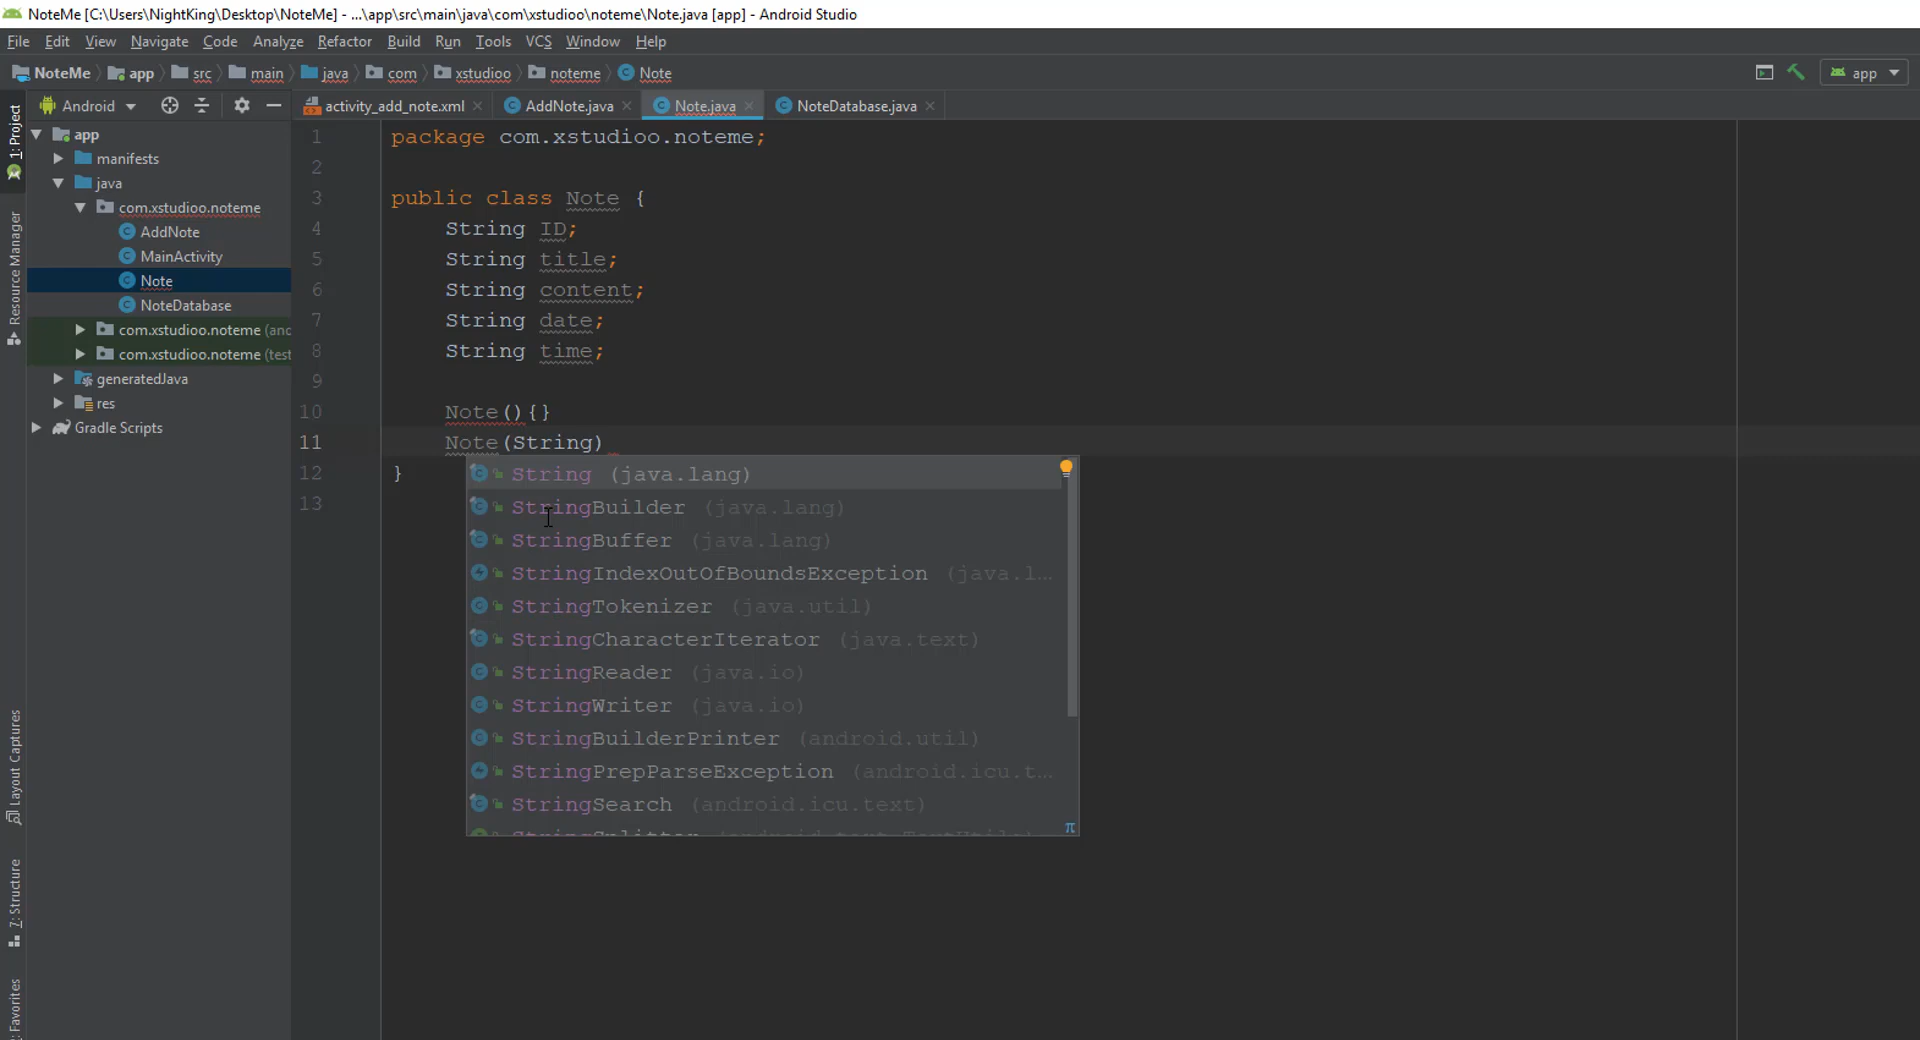 NoteMe [C:\Users\NightKing\Desktop\NoteMe] - ...\app\src\main\java\com\xstudioo\noteme\Note.java [app] - Android Studio
File Edit View Navigate Code Analyze Refactor Build Run Tools VCS Window Help
NoteMe app src main java com xstudioo noteme Note app
Android activity_add_note.xml AddNote.java Note.java NoteDatabase.java
1: Project
Resource Manager
Layout Captures
7: Structure
Favorites
app
manifests
java
com.xstudioo.noteme
AddNote
MainActivity
Note
NoteDatabase
com.xstudioo.noteme (and
com.xstudioo.noteme (test
generatedJava
res
Gradle Scripts
1 package com.xstudioo.noteme;
2
3 public class Note {
4 String ID;
5 String title;
6 String content;
7 String date;
8 String time;
9
10 Note(){}
11 Note(String)
12 }
13
String (java.lang)
StringBuilder (java.lang)
StringBuffer (java.lang)
StringIndexOutOfBoundsException (java.l...
StringTokenizer (java.util)
StringCharacterIterator (java.text)
StringReader (java.io)
StringWriter (java.io)
StringBuilderPrinter (android.util)
StringPrepParseException (android.icu.t...
StringSearch (android.icu.text)
StringSplitter (android.text.TextUtils)
π